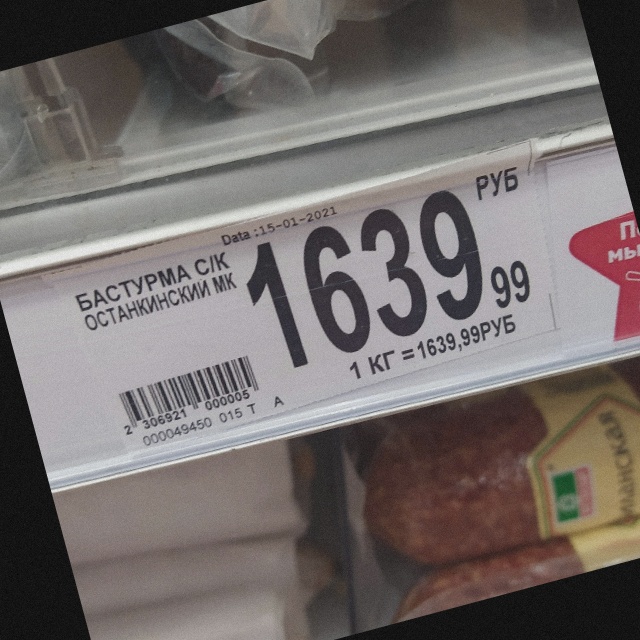 Data :15-01-2021
БАСТУРМА С/К
ОСТАНКИНСКИЙ МК
1639 99 РУБ
1 КГ =1639,99РУБ
2 306921 000005
000049450 015 Т А